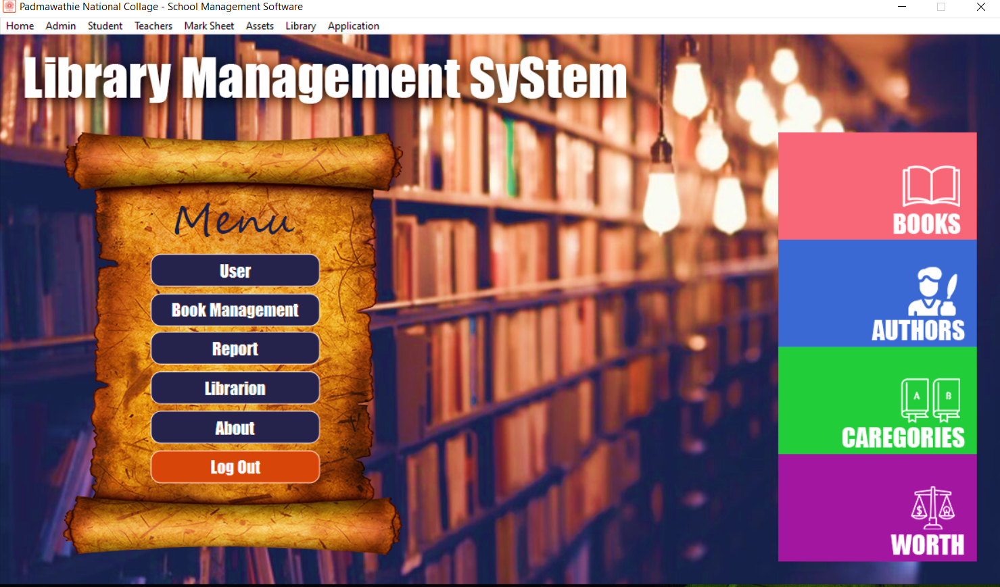 Padmawathie National Collage - School Management Software
Home Admin Student Teachers Mark Sheet Assets Library Application
Library Management SyStem
Menu
User
Book Management
Report
Librarion
About
Log Out
BOOKS
AUTHORS
A B
CAREGORIES
$
WORTH